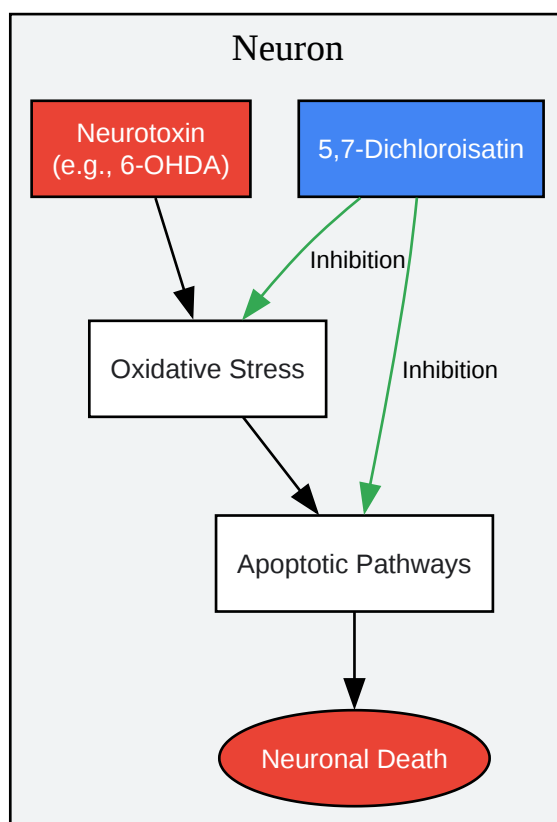 Neuron
Neurotoxin
(e.g., 6-OHDA)
5,7-Dichloroisatin
Inhibition
Oxidative Stress
Inhibition
Apoptotic Pathways
Neuronal Death